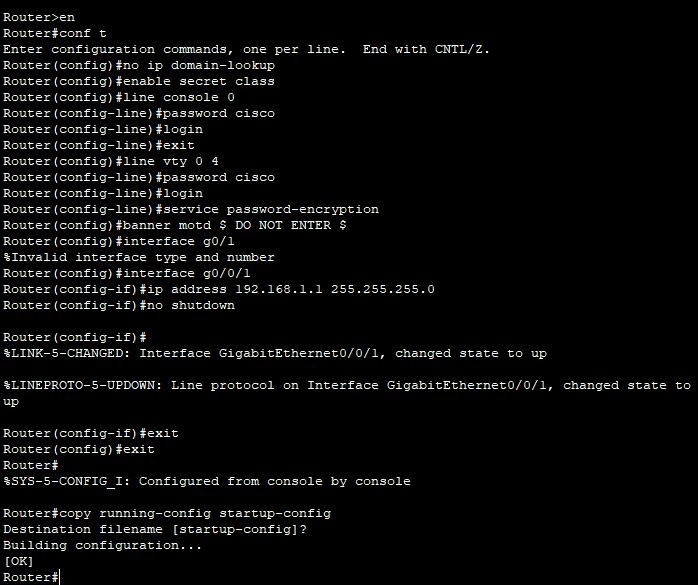 Router>en
Router#conf t
Enter configuration commands, one per line.  End with CNTL/Z.
Router(config)#no ip domain-lookup
Router(config)#enable secret class
Router(config)#line console 0
Router(config-line)#password cisco
Router(config-line)#login
Router(config-line)#exit
Router(config)#line vty 0 4
Router(config-line)#password cisco
Router(config-line)#login
Router(config-line)#service password-encryption
Router(config)#banner motd $ DO NOT ENTER $
Router(config)#interface g0/1
%Invalid interface type and number
Router(config)#interface g0/0/1
Router(config-if)#ip address 192.168.1.1 255.255.255.0
Router(config-if)#no shutdown
Router(config-if)#
%LINK-5-CHANGED: Interface GigabitEthernet0/0/1, changed state to up
%LINEPROTO-5-UPDOWN: Line protocol on Interface GigabitEthernet0/0/1, changed state to
up
Router(config-if)#exit
Router(config)#exit
Router#
%SYS-5-CONFIG_I: Configured from console by console
Router#copy running-config startup-config
Destination filename [startup-config]?
Building configuration...
[OK]
Router#